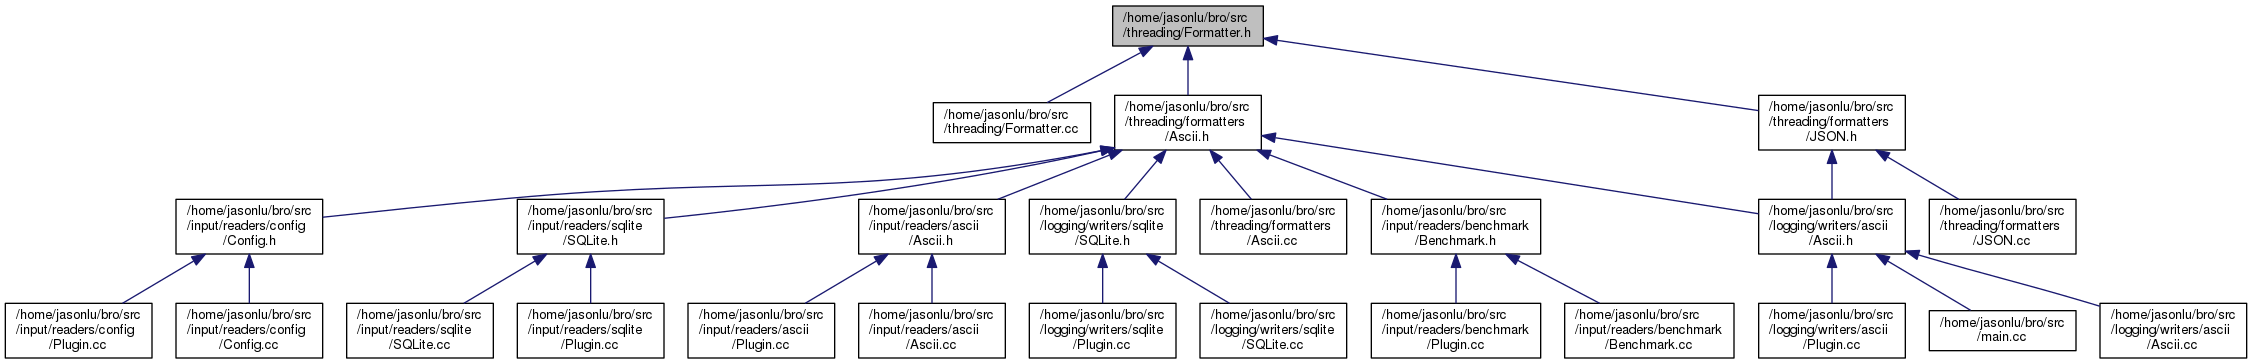 /home/jasonlu/bro/src
/threading/Formatter.h
/home/jasonlu/bro/src
/threading/Formatter.cc
/home/jasonlu/bro/src
/threading/formatters
/Ascii.h
/home/jasonlu/bro/src
/threading/formatters
/JSON.h
/home/jasonlu/bro/src
/input/readers/config
/Config.h
/home/jasonlu/bro/src
/input/readers/sqlite
/SQLite.h
/home/jasonlu/bro/src
/input/readers/ascii
/Ascii.h
/home/jasonlu/bro/src
/logging/writers/sqlite
/SQLite.h
/home/jasonlu/bro/src
/threading/formatters
/Ascii.cc
/home/jasonlu/bro/src
/input/readers/benchmark
/Benchmark.h
/home/jasonlu/bro/src
/logging/writers/ascii
/Ascii.h
/home/jasonlu/bro/src
/threading/formatters
/JSON.cc
/home/jasonlu/bro/src
/input/readers/config
/Plugin.cc
/home/jasonlu/bro/src
/input/readers/config
/Config.cc
/home/jasonlu/bro/src
/input/readers/sqlite
/SQLite.cc
/home/jasonlu/bro/src
/input/readers/sqlite
/Plugin.cc
/home/jasonlu/bro/src
/input/readers/ascii
/Plugin.cc
/home/jasonlu/bro/src
/input/readers/ascii
/Ascii.cc
/home/jasonlu/bro/src
/logging/writers/sqlite
/Plugin.cc
/home/jasonlu/bro/src
/logging/writers/sqlite
/SQLite.cc
/home/jasonlu/bro/src
/input/readers/benchmark
/Plugin.cc
/home/jasonlu/bro/src
/input/readers/benchmark
/Benchmark.cc
/home/jasonlu/bro/src
/logging/writers/ascii
/Plugin.cc
/home/jasonlu/bro/src
/main.cc
/home/jasonlu/bro/src
/logging/writers/ascii
/Ascii.cc